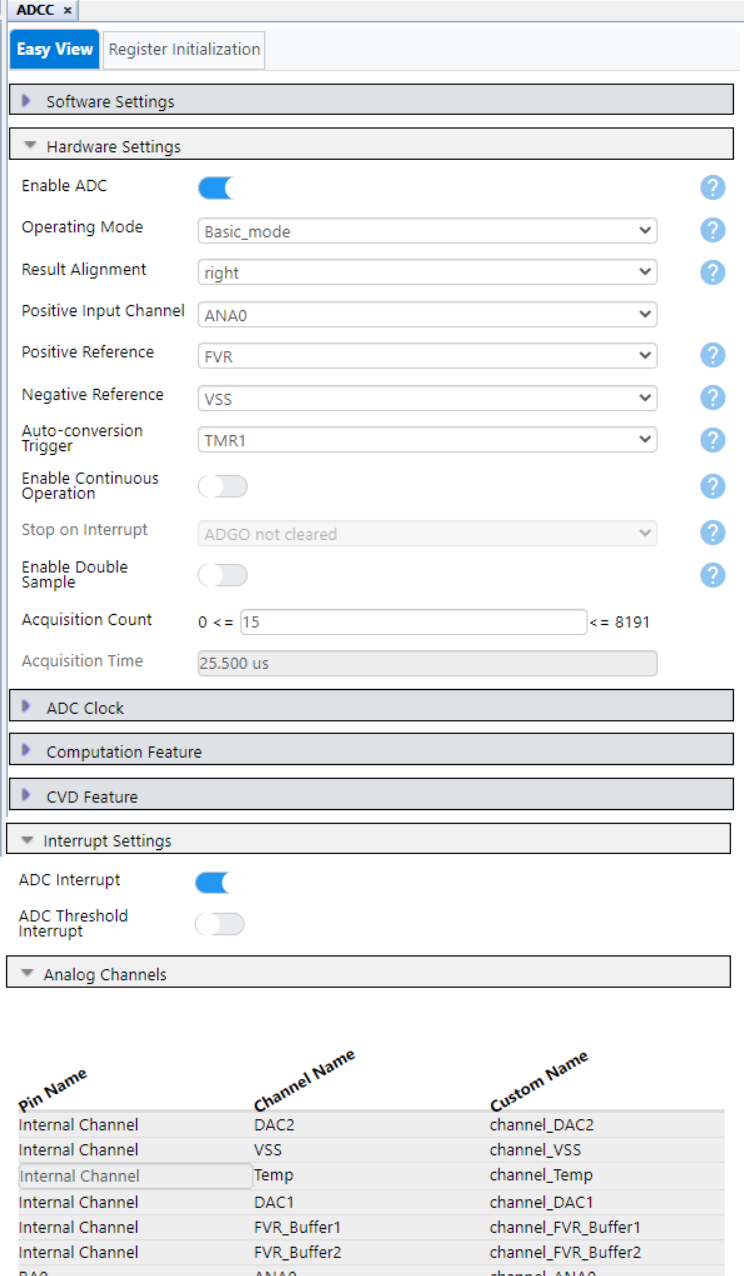 ADCC ×
Easy View Register Initialization
Software Settings
Hardware Settings
Enable ADC
?
Operating Mode Basic_mode ?
Result Alignment right ?
Positive Input Channel ANA0
Positive Reference FVR ?
Negative Reference VSS ?
Auto-conversion
Trigger TMR1 ?
Enable Continuous
Operation ?
Stop on Interrupt ADGO not cleared ?
Enable Double
Sample ?
Acquisition Count 0 <= 15 <= 8191
Acquisition Time 25.500 us
ADC Clock
Computation Feature
CVD Feature
Interrupt Settings
ADC Interrupt
ADC Threshold
Interrupt
Analog Channels
Pin Name Channel Name Custom Name
Internal Channel DAC2 channel_DAC2
Internal Channel VSS channel_VSS
Internal Channel Temp channel_Temp
Internal Channel DAC1 channel_DAC1
Internal Channel FVR_Buffer1 channel_FVR_Buffer1
Internal Channel FVR_Buffer2 channel_FVR_Buffer2
RA0 ANA0 channel_ANA0